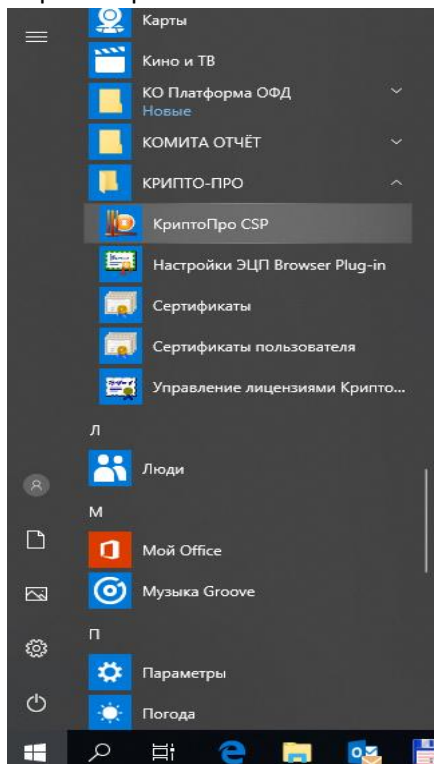 Карты
Кино и ТВ
КО Платформа ОФД
Новые
КОМИТА ОТЧЁТ
КРИПТО-ПРО
КриптоПро CSP
Настройки ЭЦП Browser Plug-in
Сертификаты
Сертификаты пользователя
Управление лицензиями Крипто...
Л
Люди
М
Мой Office
Музыка Groove
П
Параметры
Погода